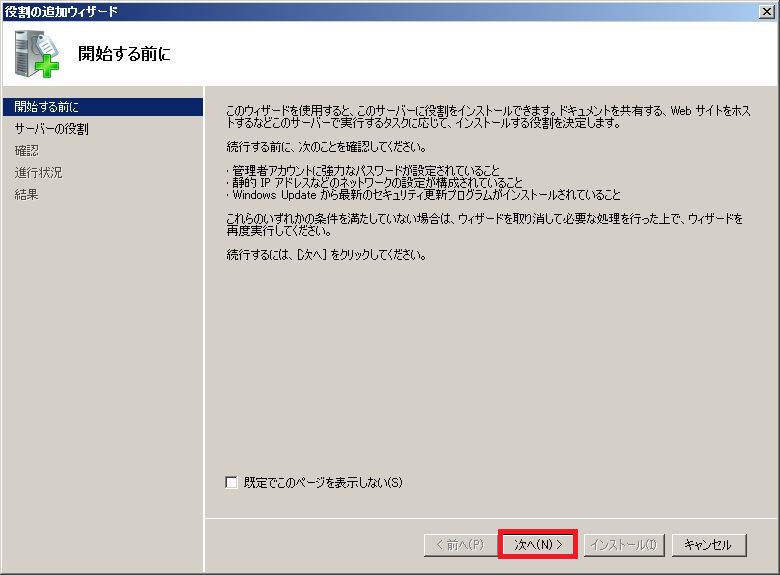 役割の追加ウィザード
開始する前に
開始する前に
サーバーの役割
確認
進行状況
結果
このウィザードを使用すると、このサーバーに役割をインストールできます。ドキュメントを共有する、Web サイトをホス
トするなどこのサーバーで実行するタスクに応じて、インストールする役割を決定します。
続行する前に、次のことを確認してください。
・管理者アカウントに強力なパスワードが設定されていること
・静的 IP アドレスなどのネットワークの設定が構成されていること
・Windows Update から最新のセキュリティ更新プログラムがインストールされていること
これらのいずれかの条件を満たしていない場合は、ウィザードを取り消して必要な処理を行った上で、ウィザードを
再度実行してください。
続行するには、[次へ] をクリックしてください。
既定でこのページを表示しない(S)
< 前へ(P)
次へ(N) >
インストール(I)
キャンセル